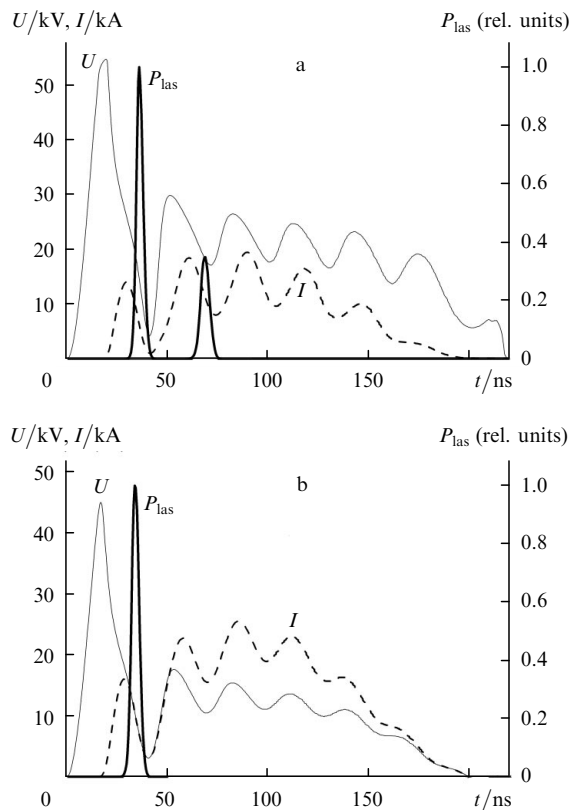 U/kV, I/kA P_las (rel. units)
U a 1.0
50 P_las
40 0.8
30 0.6
20 0.4
I
10 0.2
0
0 50 100 150 t/ns
U/kV, I/kA P_las (rel. units)
50 b
U 1.0
P_las
40 0.8
30 0.6
I
20 0.4
10 0.2
0
0 50 100 150 t/ns